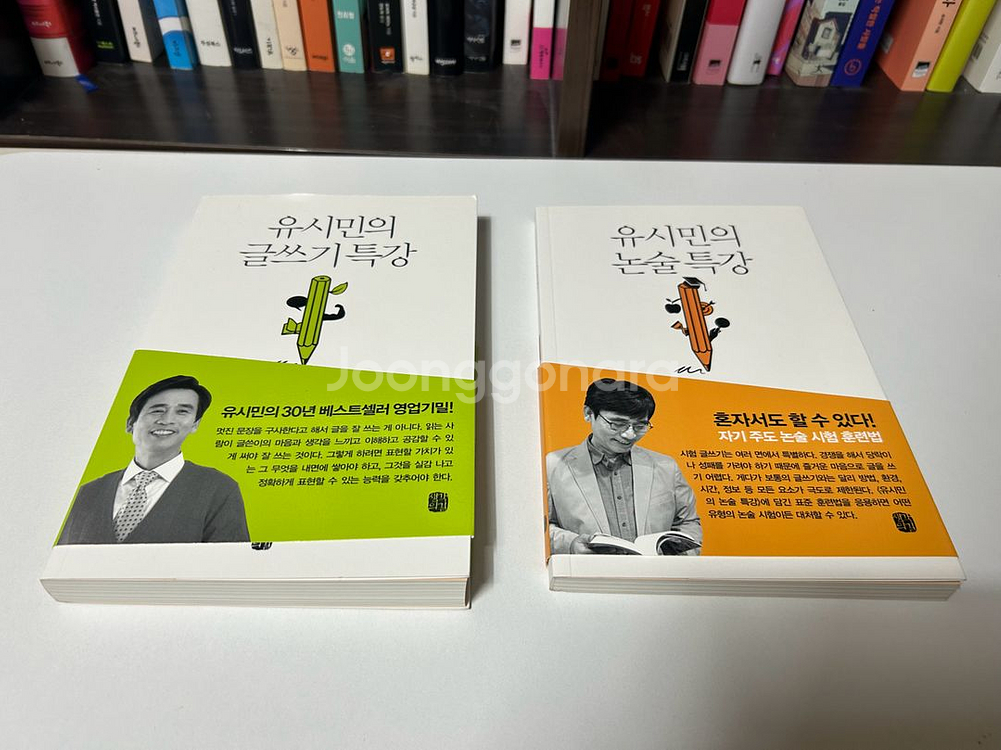 유시민의
글쓰기 특강
유시민의 30년 베스트셀러 영업기밀!
멋진 문장을 구사한다고 해서 글을 잘 쓰는 게 아니다. 읽는 사
람이 글쓴이의 마음과 생각을 느끼고 이해하고 공감할 수 있
게 써야 잘 쓰는 것이다. 그렇게 하려면 표현할 가치가 있
는 그 무엇을 내면에 쌓아야 하고, 그것을 실감 나고
정확하게 표현할 수 있는 능력을 갖추어야 한다.
유시민의
논술 특강
혼자서도 할 수 있다!
자기 주도 논술 시험 훈련법
시험 글쓰기는 여러 면에서 특별하다. 경쟁을 해서 당락이
나 성패를 가려야 하기 때문에 즐거운 마음으로 글을 쓰
기 어렵다. 게다가 보통의 글쓰기와는 달리 방법, 환경,
시간, 정보 등 모든 요소가 극도로 제한된다. 〈유시민
의 논술 특강〉에 담긴 표준 훈련법을 응용하면 어떤
유형의 논술 시험이든 대처할 수 있다.
Joonggonara